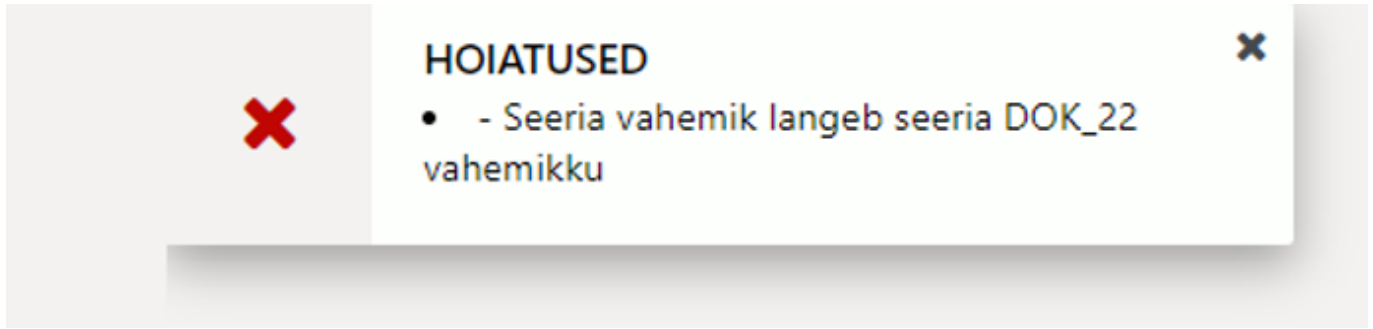 HOIATUSED
• - Seeria vahemik langeb seeria DOK_22
vahemikku